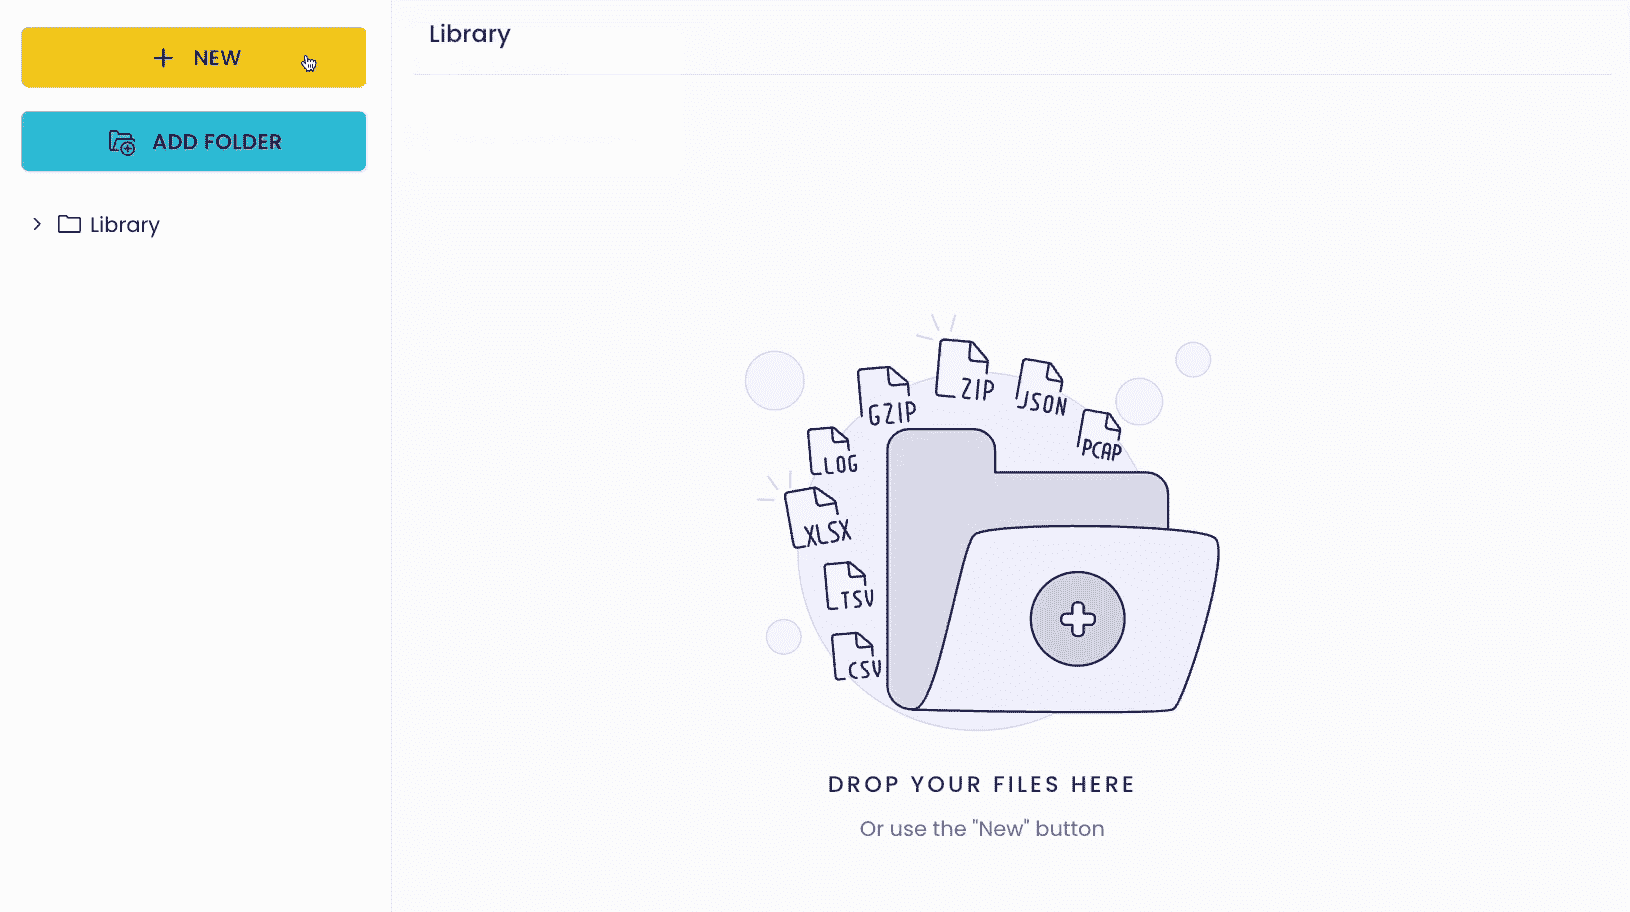 NEW
ADD FOLDER
Library
Library
ZIP
JSON
GZIP
PCAP
LOG
XLSX
TSV
CSV
DROP YOUR FILES HERE
Or use the "New" button